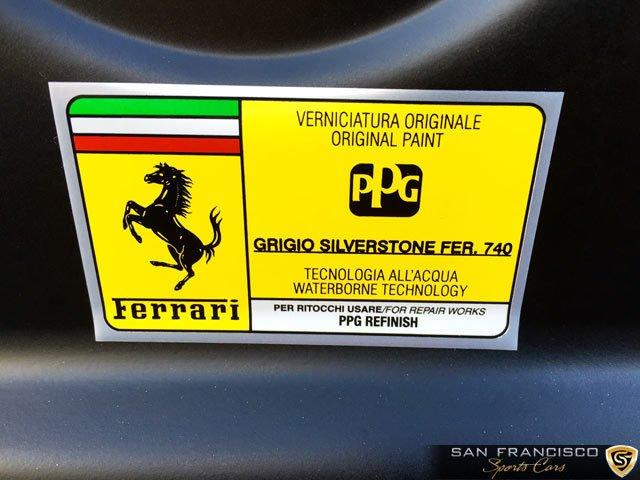 VERNICIATURA ORIGINALE
ORIGINAL PAINT
PPG
GRIGIO SILVERSTONE FER. 740
TECNOLOGIA ALL'ACQUA
WATERBORNE TECHNOLOGY
Ferrari
PER RITOCCHI USARE/FOR REPAIR WORKS
PPG REFINISH
SAN FRANCISCO
Sports Cars